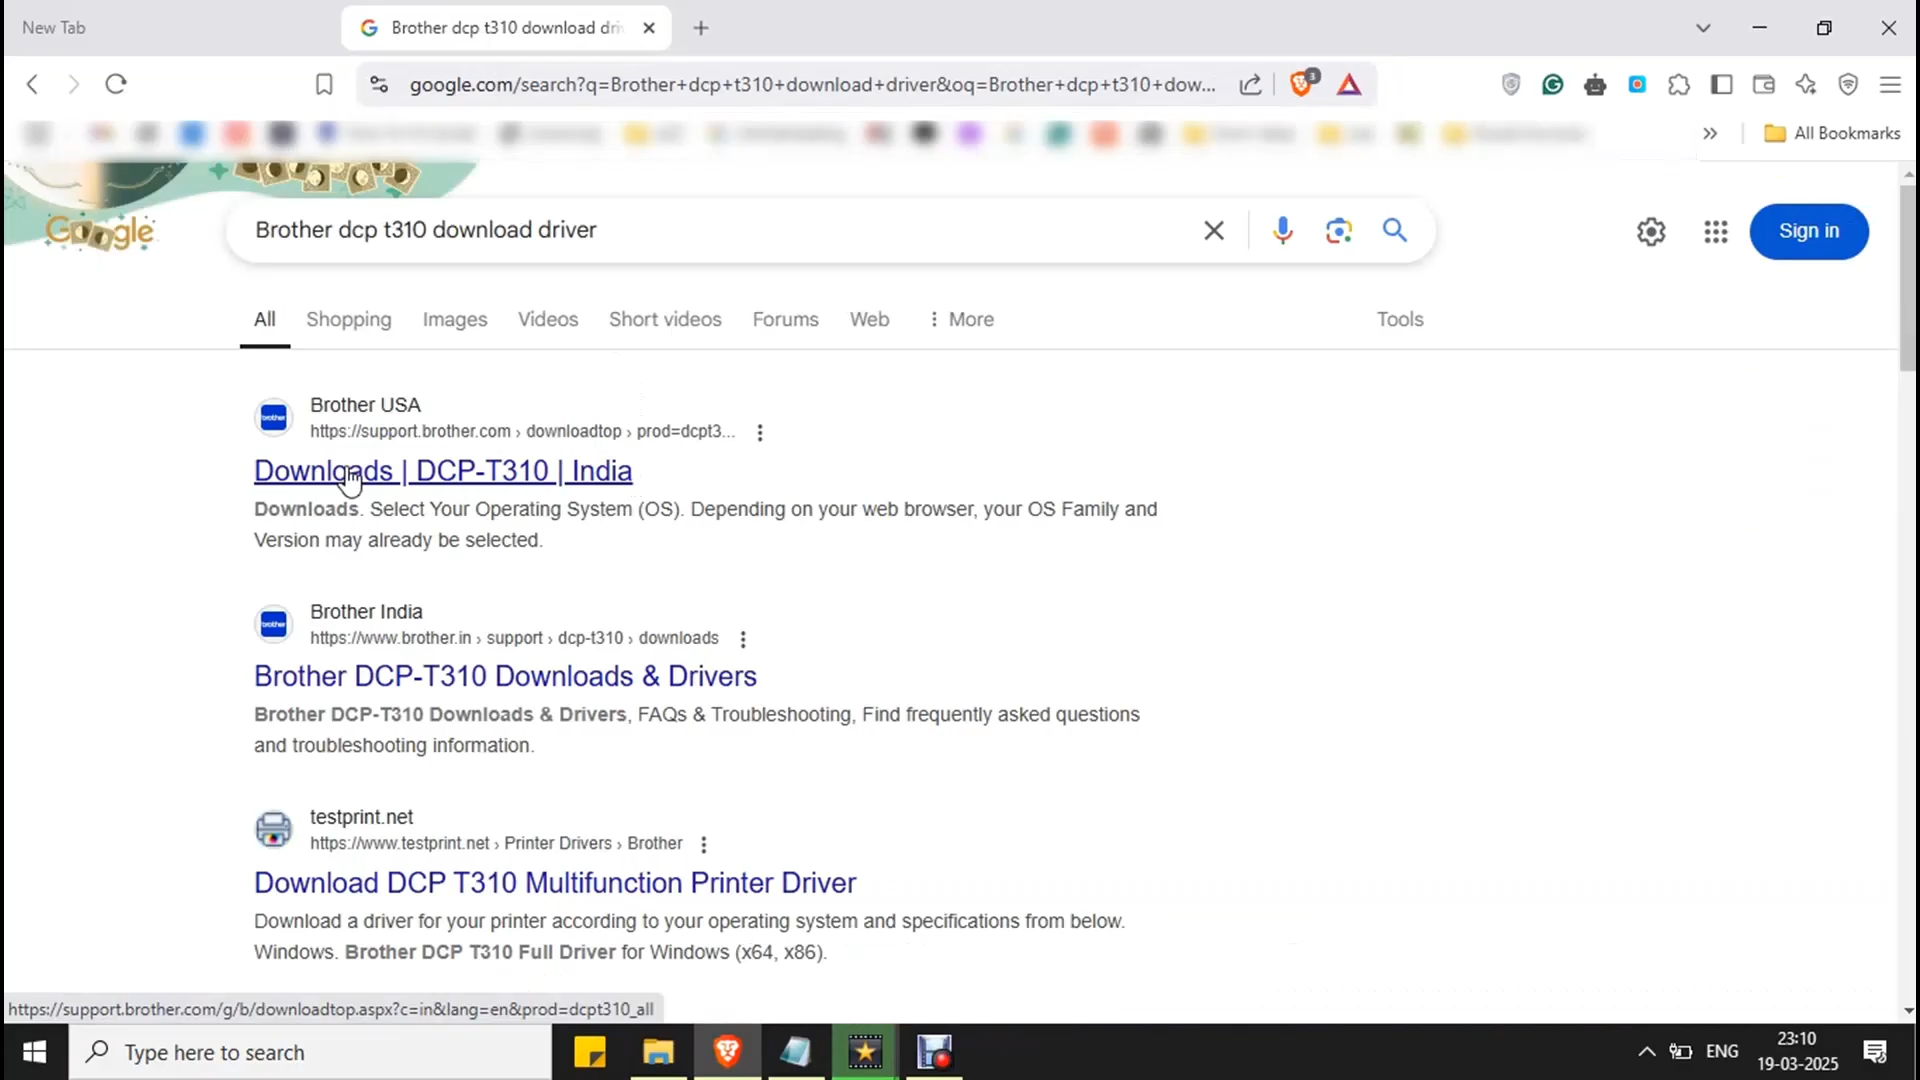 New Tab
Brother dcp t310 download dri
google.com/search?q=Brother+dcp+t310+download+driver&oq=Brother+dcp+t310+dow...
3
All Bookmarks
Google
Brother dcp t310 download driver
Sign in
All
Shopping
Images
Videos
Short videos
Forums
Web
More
Tools
brother
Brother USA
https://support.brother.com › downloadtop › prod=dcpt3...
Downloads | DCP-T310 | India
Downloads. Select Your Operating System (OS). Depending on your web browser, your OS Family and
Version may already be selected.
brother
Brother India
https://www.brother.in › support › dcp-t310 › downloads
Brother DCP-T310 Downloads & Drivers
Brother DCP-T310 Downloads & Drivers, FAQs & Troubleshooting, Find frequently asked questions
and troubleshooting information.
testprint.net
https://www.testprint.net › Printer Drivers › Brother
Download DCP T310 Multifunction Printer Driver
Download a driver for your printer according to your operating system and specifications from below.
Windows. Brother DCP T310 Full Driver for Windows (x64, x86).
https://support.brother.com/g/b/downloadtop.aspx?c=in&lang=en&prod=dcpt310_all
Type here to search
ENG
23:10
19-03-2025